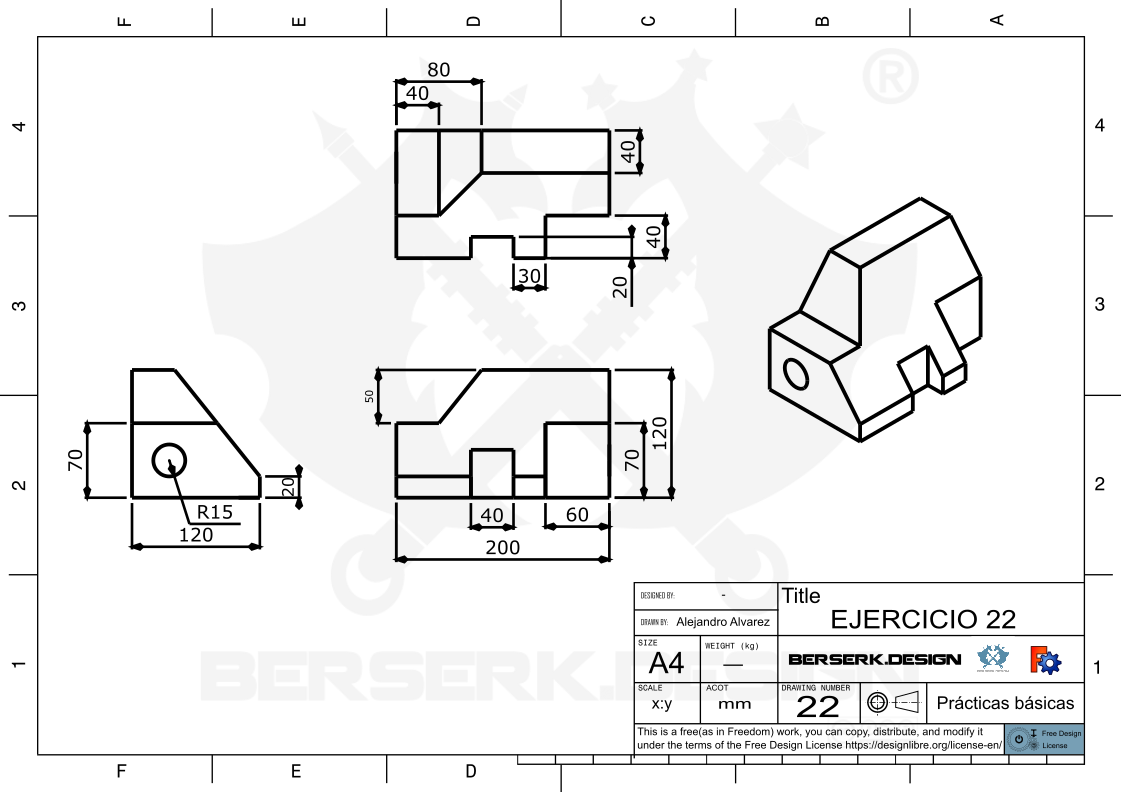 F E D C B A
4 4
80
40
40
40
30
20
3 3
50
70
120
70
20
R15
2 2
40
60
120
200
DESIGNED BY: -
Title
EJERCICIO 22
DRAWN BY: Alejandro Alvarez
SIZE
A4
WEIGHT (kg)
—
BERSERK.DESIGN
1 1
BERSERK.DESIGN
SCALE
x:y
ACOT
mm
DRAWING NUMBER
22
Prácticas básicas
This is a free(as in Freedom) work, you can copy, distribute, and modify it
under the terms of the Free Design License https://designlibre.org/license-en/
Free Design
License
F E D
®